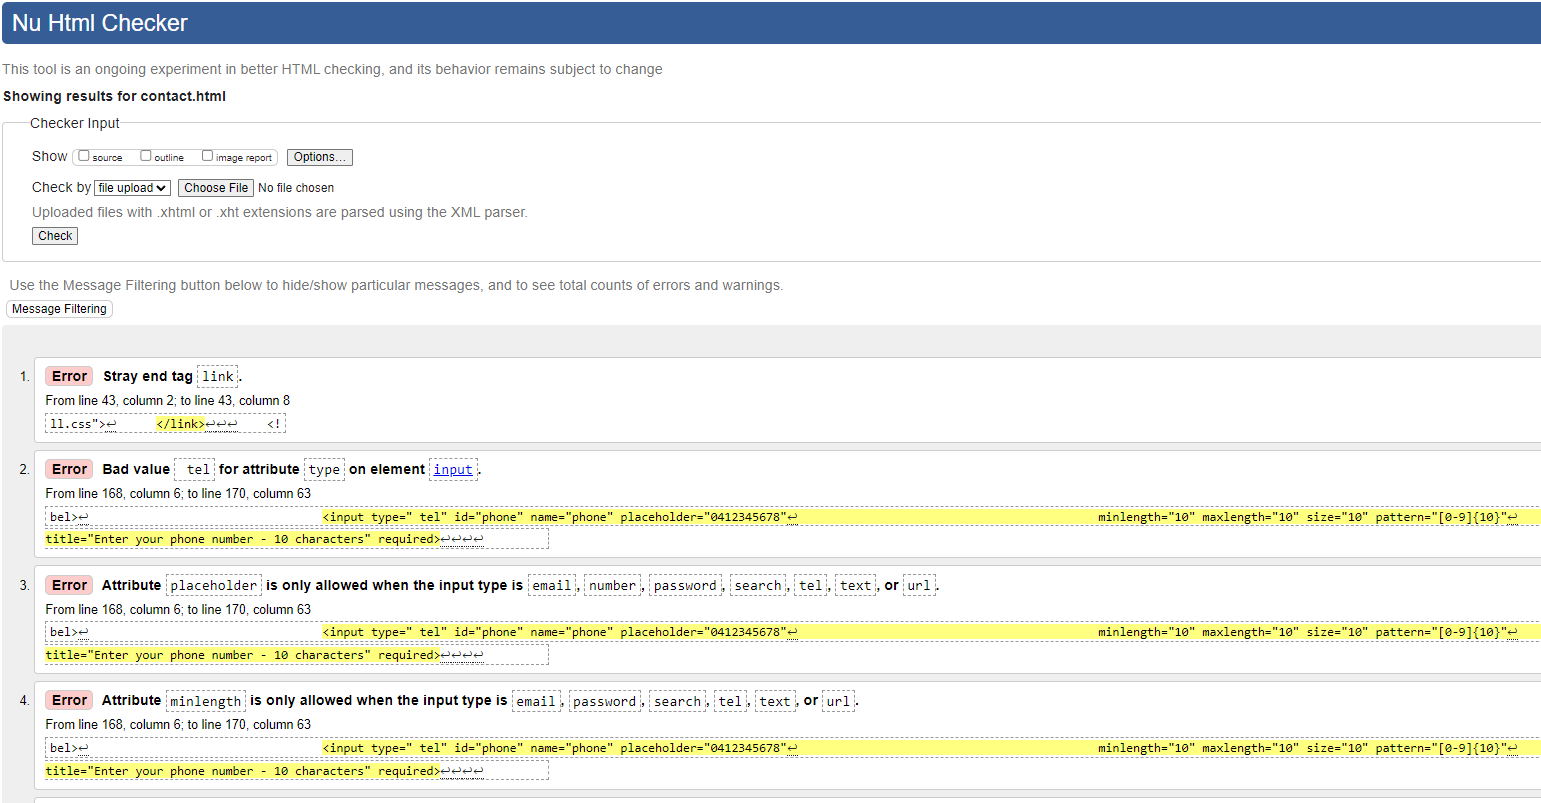 Nu Html Checker
This tool is an ongoing experiment in better HTML checking, and its behavior remains subject to change
Showing results for contact.html
Checker Input
Show source outline image report Options...
Check by file upload Choose File No file chosen
Uploaded files with .xhtml or .xht extensions are parsed using the XML parser.
Check
Use the Message Filtering button below to hide/show particular messages, and to see total counts of errors and warnings.
Message Filtering
1. Error Stray end tag link.
From line 43, column 2; to line 43, column 8
ll.css">↩ </link>↩↩↩ <!
2. Error Bad value  tel for attribute type on element input.
From line 168, column 6; to line 170, column 63
bel>↩ <input type=" tel" id="phone" name="phone" placeholder="0412345678"↩ minlength="10" maxlength="10" size="10" pattern="[0-9]{10}"↩
title="Enter your phone number - 10 characters" required>↩↩↩↩
3. Error Attribute placeholder is only allowed when the input type is email, number, password, search, tel, text, or url.
From line 168, column 6; to line 170, column 63
bel>↩ <input type=" tel" id="phone" name="phone" placeholder="0412345678"↩ minlength="10" maxlength="10" size="10" pattern="[0-9]{10}"↩
title="Enter your phone number - 10 characters" required>↩↩↩↩
4. Error Attribute minlength is only allowed when the input type is email, password, search, tel, text, or url.
From line 168, column 6; to line 170, column 63
bel>↩ <input type=" tel" id="phone" name="phone" placeholder="0412345678"↩ minlength="10" maxlength="10" size="10" pattern="[0-9]{10}"↩
title="Enter your phone number - 10 characters" required>↩↩↩↩